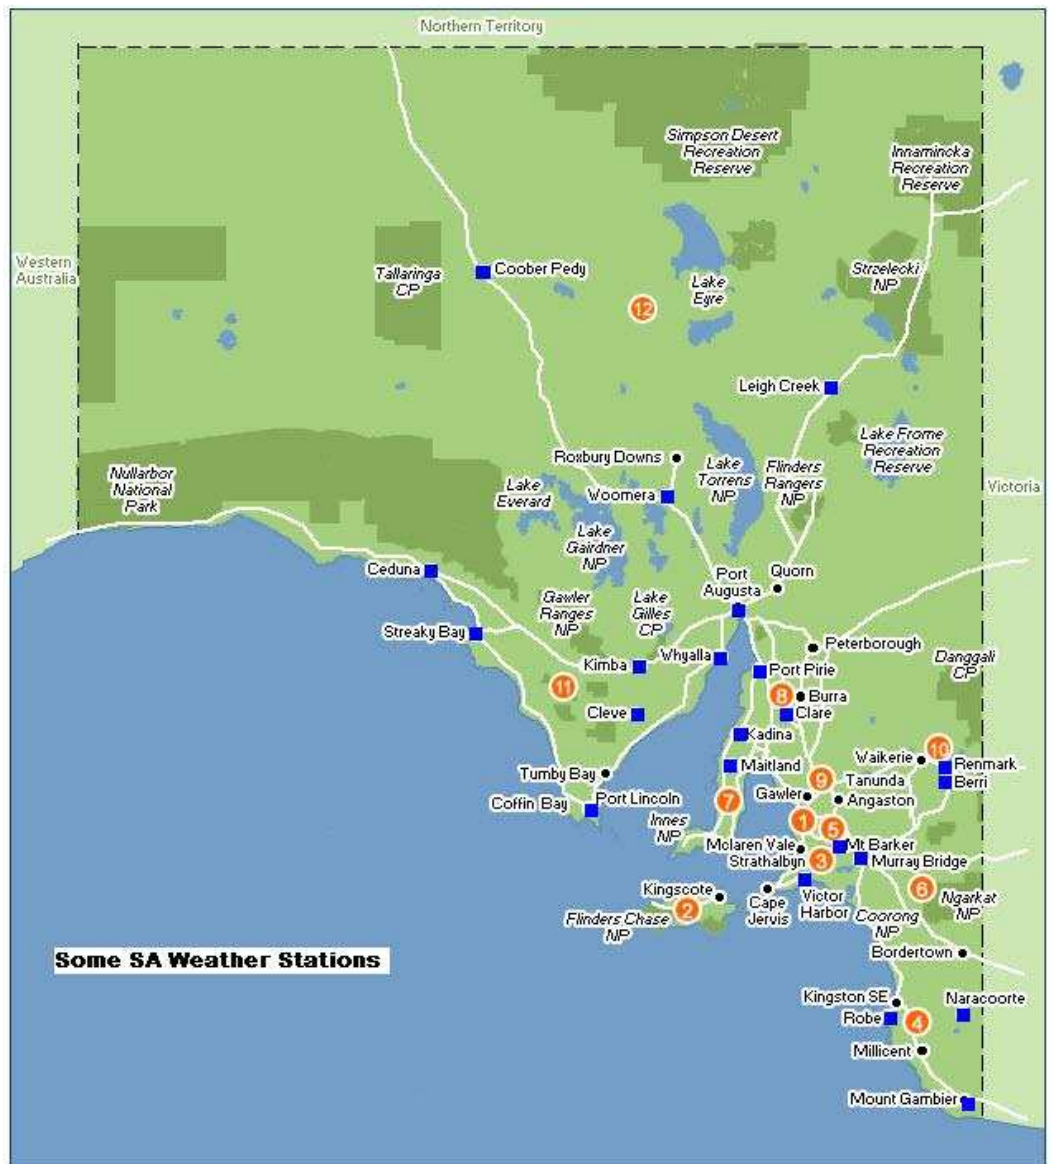 Northern Territory
Simpson Desert
Recreation
Reserve
Innamincka
Recreation
Reserve
Western
Australia
Tallaringa
CP
Coober Pedy
Lake
Eyre
Strzelecki
NP
12
Leigh Creek
Lake Frome
Recreation
Reserve
Nullarbor
National
Park
Roxbury Downs
Lake
Torrens
NP
Flinders
Rangers
NP
Lake
Everard
Woomera
Victoria
Lake
Gairdner
NP
Ceduna
Port
Augusta
Quorn
Gawler
Ranges
NP
Lake
Gilles
CP
Streaky Bay
Peterborough
Kimba
Whyalla
Port Pirie
Danggali
CP
11
8
Burra
Cleve
Clare
Kadina
10
Waikerie
Renmark
Maitland
Tumby Bay
9
Tanunda
Berri
Coffin Bay
Port Lincoln
7
Gawler
Angaston
Innes
NP
1
5
Mclaren Vale
Mt Barker
Strathalbyn
3
Murray Bridge
Kingscote
2
Flinders Chase
NP
Cape
Jervis
Victor
Harbor
6
Ngarkat
NP
Coorong
NP
Some SA Weather Stations
Bordertown
Kingston SE
Naracoorte
Robe
4
Millicent
Mount Gambier